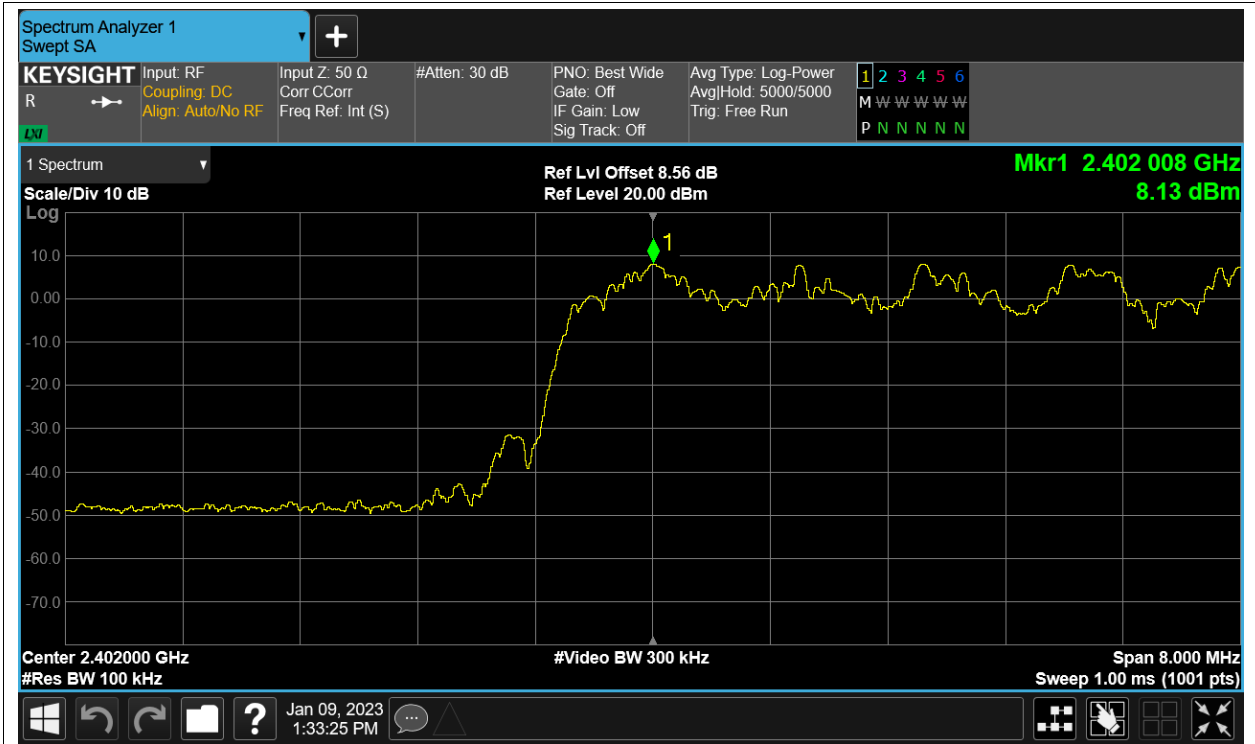 Spectrum Analyzer 1
Swept SA
+
KEYSIGHT
R
LXI
Input: RF
Coupling: DC
Align: Auto/No RF
Input Z: 50 Ω
Corr CCorr
Freq Ref: Int (S)
#Atten: 30 dB
PNO: Best Wide
Gate: Off
IF Gain: Low
Sig Track: Off
Avg Type: Log-Power
Avg|Hold: 5000/5000
Trig: Free Run
1 2 3 4 5 6
M W W W W W W
P N N N N N N
1 Spectrum
Scale/Div 10 dB
Log
Ref Lvl Offset 8.56 dB
Ref Level 20.00 dBm
Mkr1 2.402 008 GHz
8.13 dBm
1
10.0
0.00
-10.0
-20.0
-30.0
-40.0
-50.0
-60.0
-70.0
Center 2.402000 GHz
#Res BW 100 kHz
#Video BW 300 kHz
Span 8.000 MHz
Sweep 1.00 ms (1001 pts)
?
Jan 09, 2023
1:33:25 PM